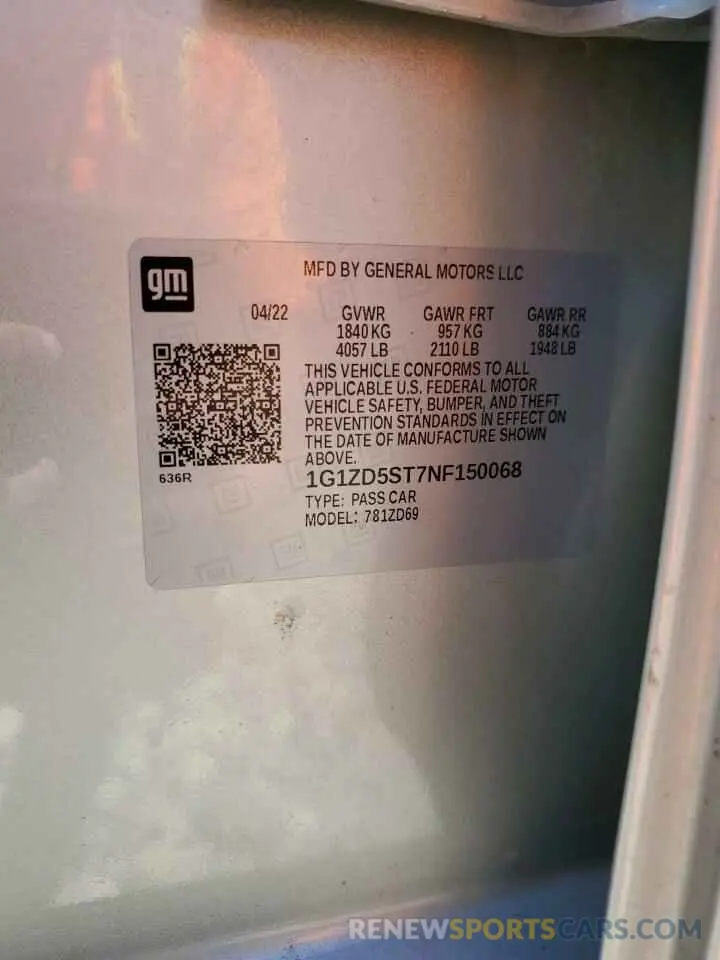 gm
MFD BY GENERAL MOTORS LLC
04/22 GVWR GAWR FRT GAWR RR
1840 KG 957 KG 884 KG
4057 LB 2110 LB 1948 LB
THIS VEHICLE CONFORMS TO ALL
APPLICABLE U.S. FEDERAL MOTOR
VEHICLE SAFETY, BUMPER, AND THEFT
PREVENTION STANDARDS IN EFFECT ON
THE DATE OF MANUFACTURE SHOWN
ABOVE.
636R
1G1ZD5ST7NF150068
TYPE: PASS CAR
MODEL: 781ZD69
RENEWSPORTSCARS.COM